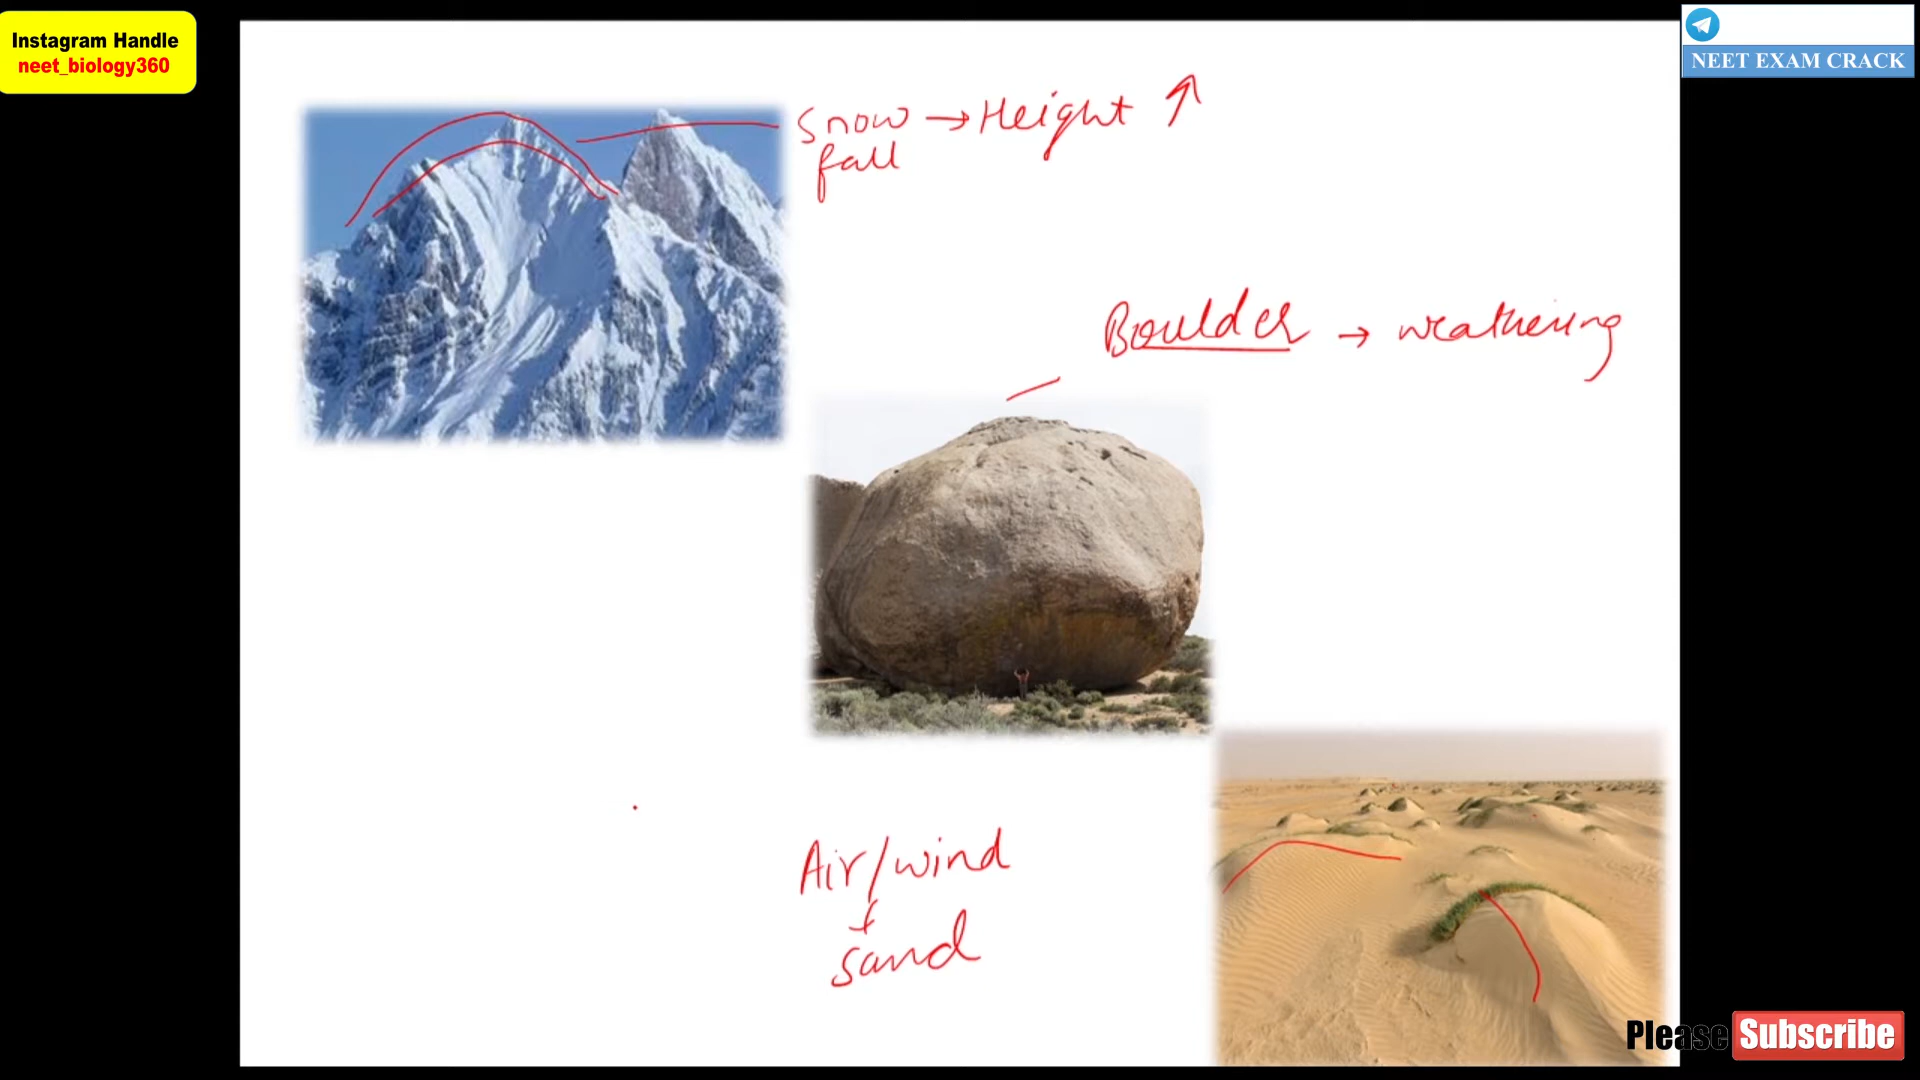 Instagram Handle
neet_biology360
NEET EXAM CRACK
Snow → Height ↑
fall
Boulder → weathering
Air/wind
+
sand
Please Subscribe